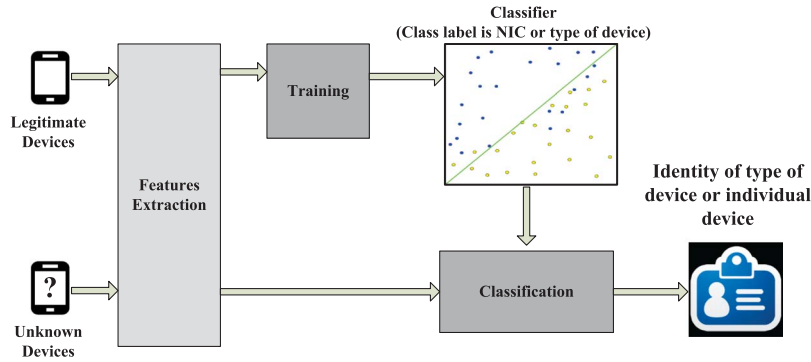 Classifier
(Class label is NIC or type of device)
Training
Legitimate
Devices
Features
Extraction
Identity of type of
device or individual
device
?
Classification
Unknown
Devices